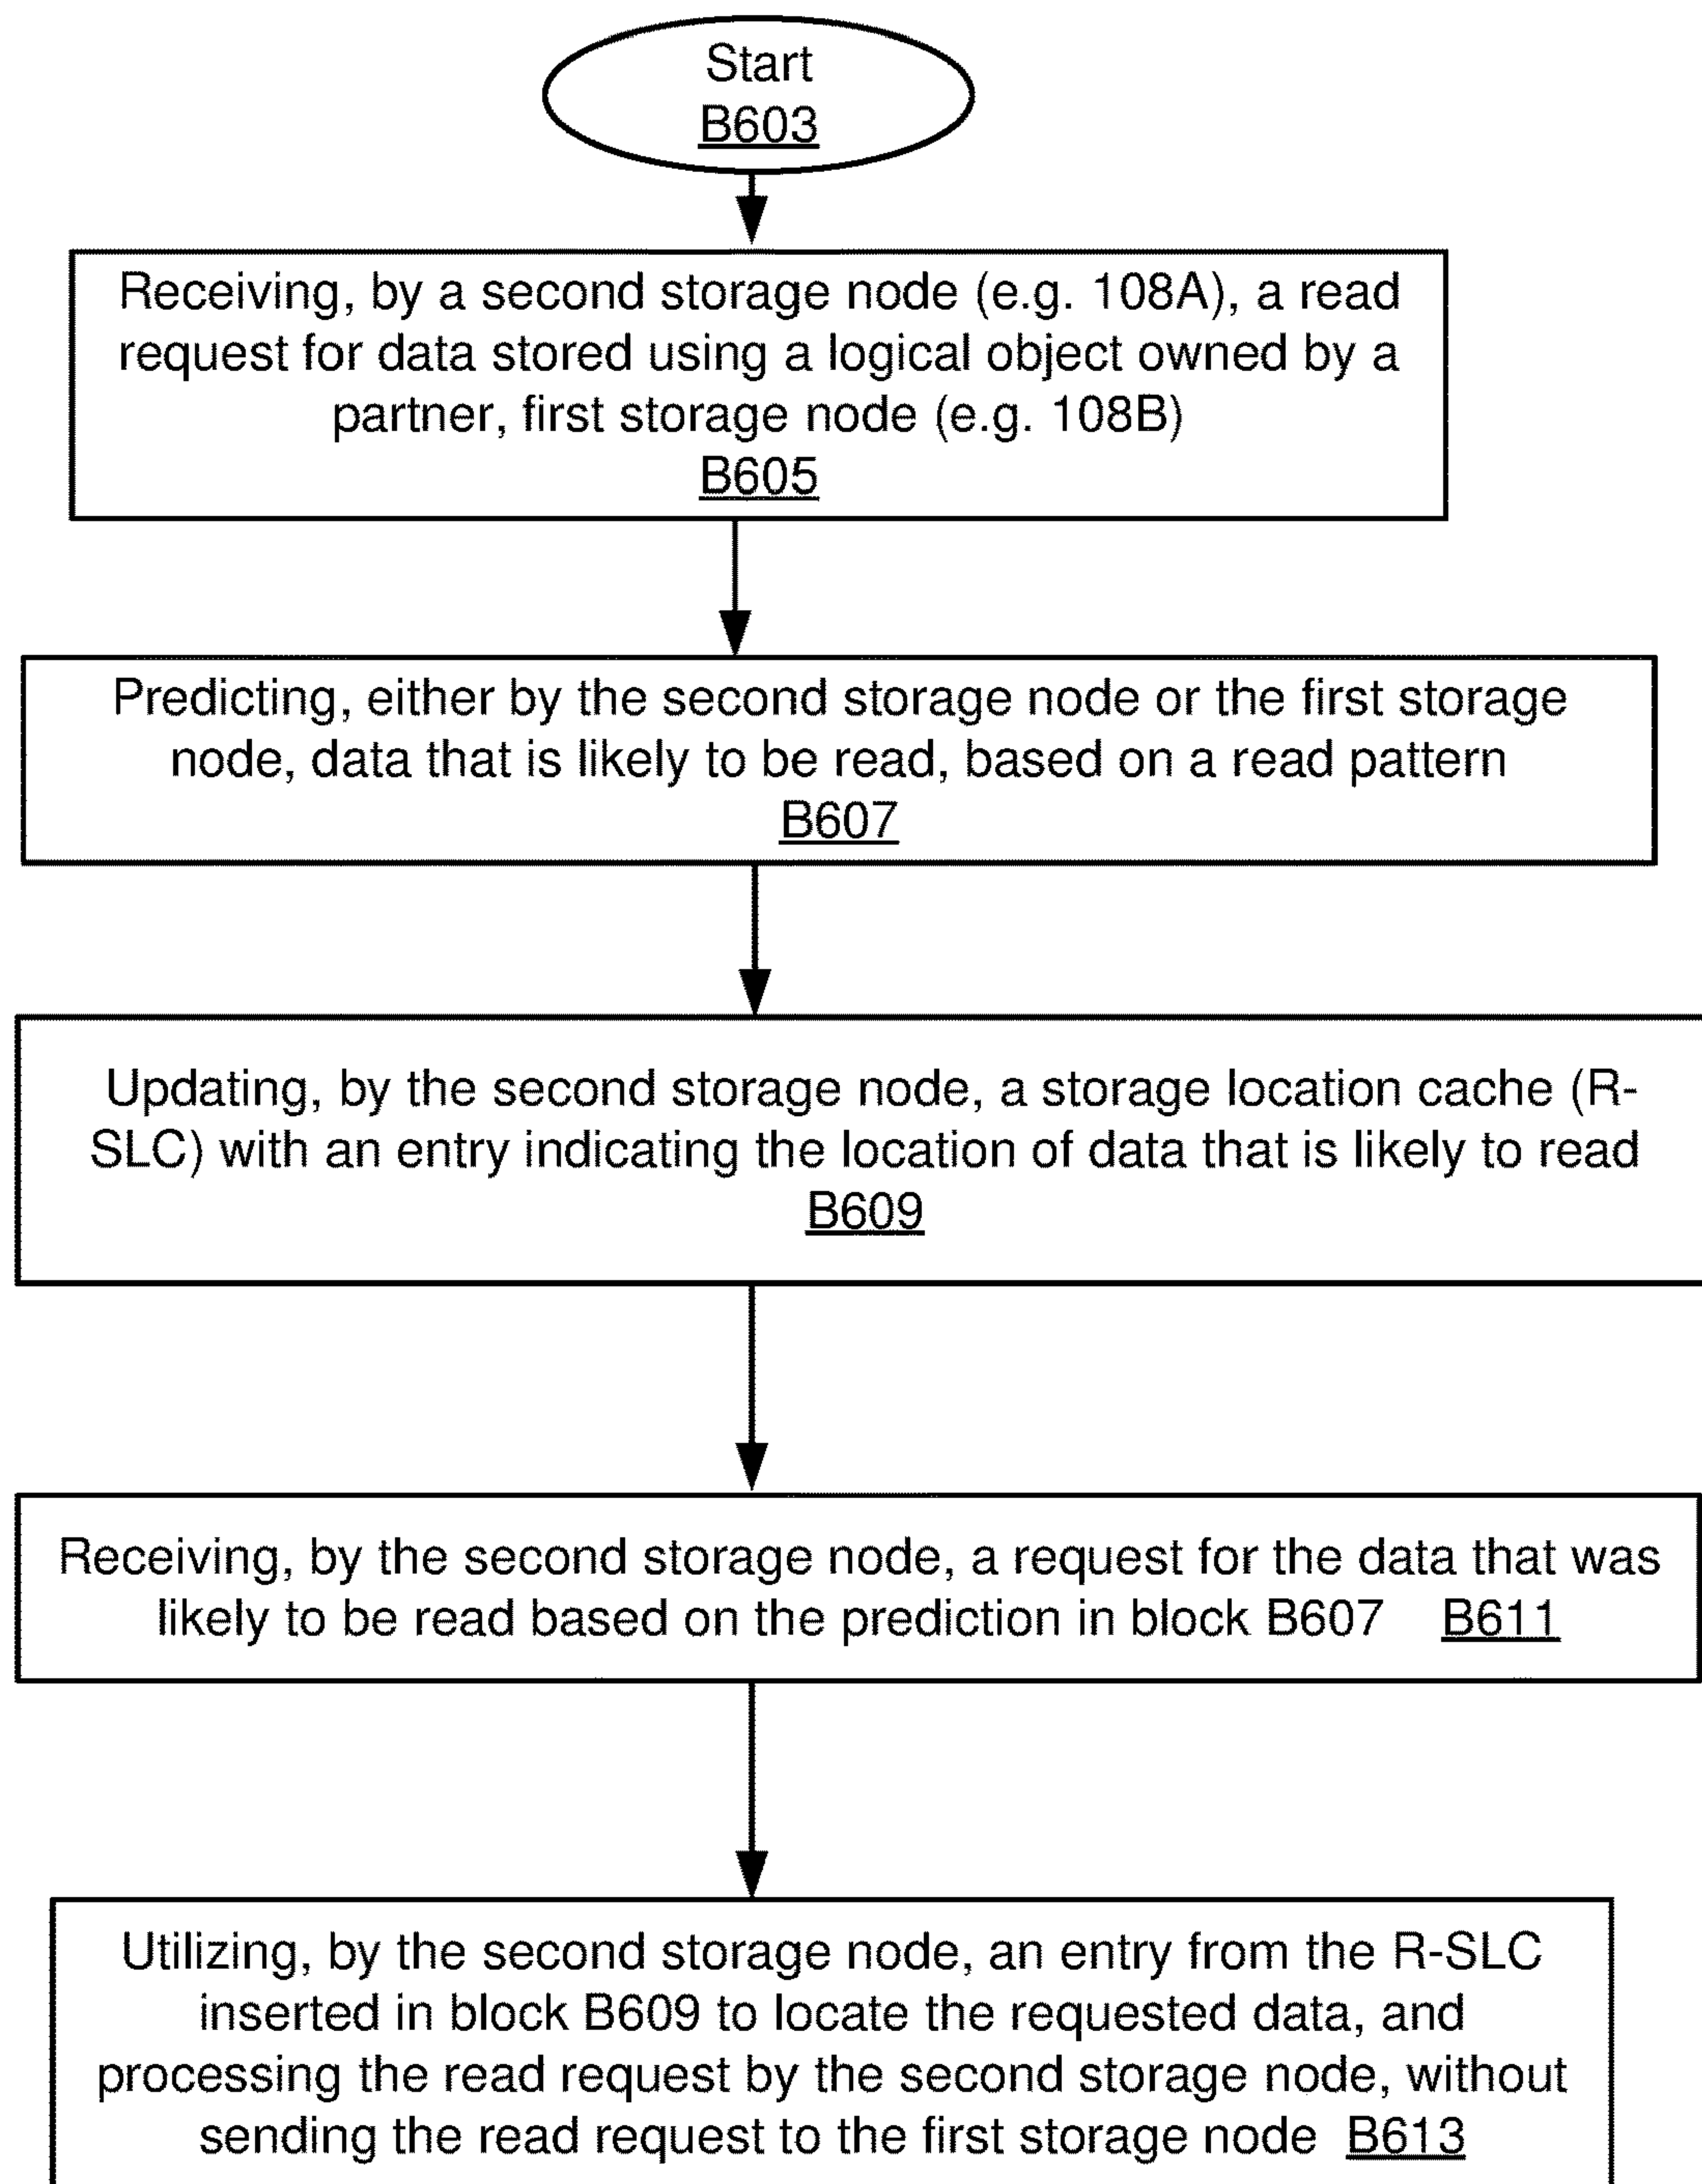 Start
B603
Receiving, by a second storage node (e.g. 108A), a read
request for data stored using a logical object owned by a
partner, first storage node (e.g. 108B)
B605
Predicting, either by the second storage node or the first storage
node, data that is likely to be read, based on a read pattern
B607
Updating, by the second storage node, a storage location cache (R-
SLC) with an entry indicating the location of data that is likely to read
B609
Receiving, by the second storage node, a request for the data that was
likely to be read based on the prediction in block B607 B611
Utilizing, by the second storage node, an entry from the R-SLC
inserted in block B609 to locate the requested data, and
processing the read request by the second storage node, without
sending the read request to the first storage node B613